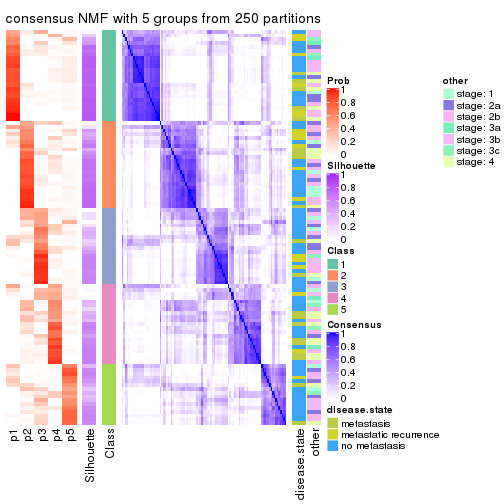 consensus NMF with 5 groups from 250 partitions
Prob
1
0.8
0.6
0.4
0.2
0
Silhouette
1
0.8
0.6
0.4
0.2
0
Class
1
2
3
4
5
Consensus
1
0.8
0.6
0.4
0.2
0
disease.state
metastasis
metastatic recurrence
no metastasis
other
stage: 1
stage: 2a
stage: 2b
stage: 3a
stage: 3b
stage: 3c
stage: 4
p1
p2
p3
p4
p5
Silhouette
Class
disease.state
other